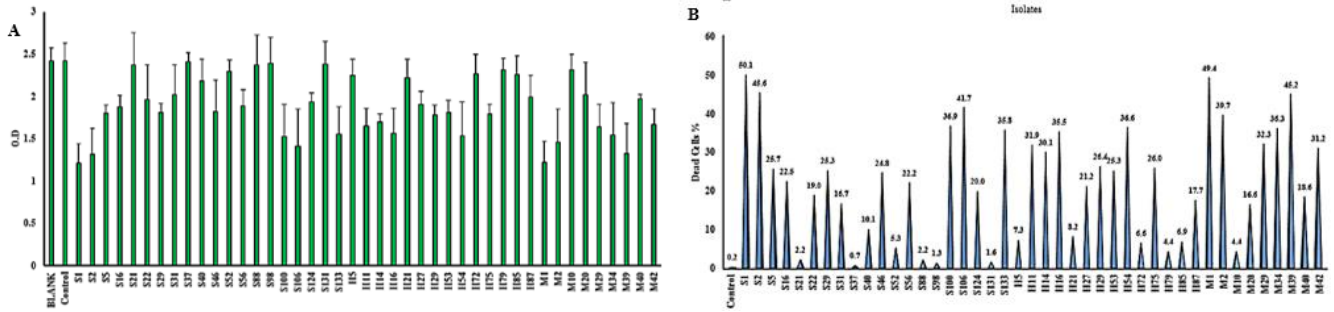 A
O.D
3
2.5
2
1.5
1
0
BLANK
Control
S1
S2
S5
S16
S21
S22
S29
S31
S37
S40
S46
S52
S56
S88
S98
S100
S106
S124
S131
S133
H5
H11
H14
H16
H21
H27
H29
H53
H54
H72
H75
H79
H85
H87
M1
M2
M10
M20
M29
M34
M39
M40
M42
Isolates
B
Dead Cells %
60
50
40
30
20
10
0
0.2
50.1
45.6
25.7
22.5
2.2
19.0
25.3
16.7
0.7
10.1
24.8
5.3
22.2
2.2
1.3
36.9
41.7
20.0
1.6
35.8
7.3
31.9
30.1
35.5
8.2
21.2
26.4
25.3
36.6
6.6
26.0
4.4
6.9
17.7
49.4
39.7
4.4
16.6
32.3
36.3
45.2
18.6
31.2
Control
S1
S2
S5
S16
S21
S22
S29
S31
S37
S40
S46
S52
S56
S88
S98
S100
S106
S124
S131
S133
H5
H11
H14
H16
H21
H27
H29
H53
H54
H72
H75
H79
H85
H87
M1
M2
M10
M20
M29
M34
M39
M40
M42